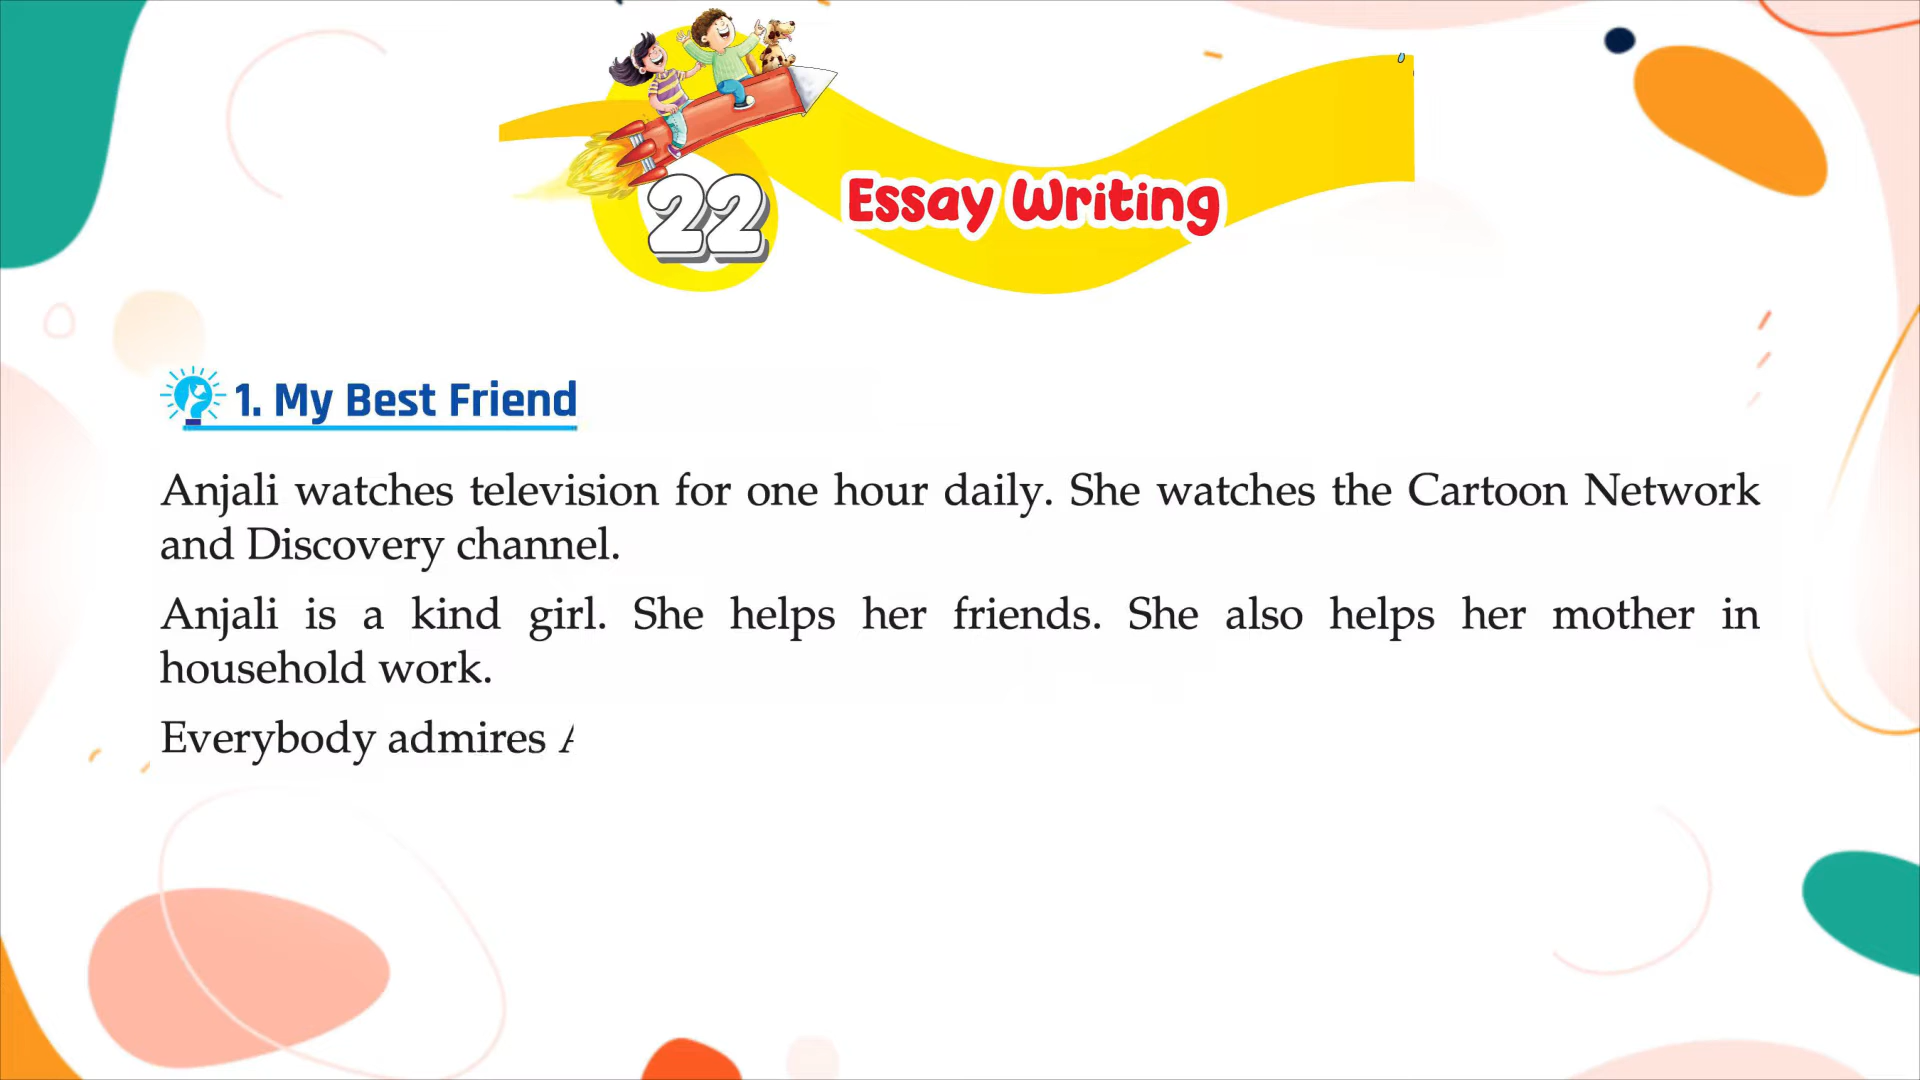 22
Essay Writing
1. My Best Friend
Anjali watches television for one hour daily. She watches the Cartoon Network
and Discovery channel.
Anjali is a kind girl. She helps her friends. She also helps her mother in
household work.
Everybody admires